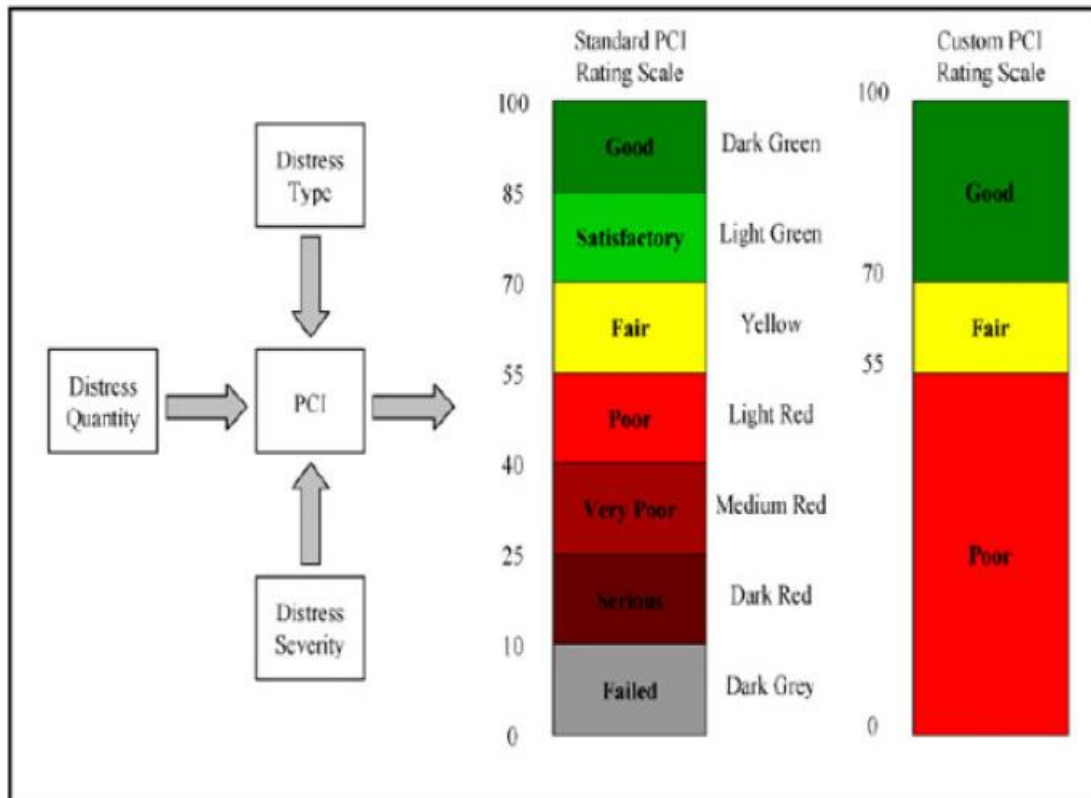 Standard PCI
Rating Scale
Custom PCI
Rating Scale
Distress
Type
Distress
Quantity
PCI
Distress
Severity
100
Good
Dark Green
85
Satisfactory
Light Green
70
Fair
Yellow
55
Poor
Light Red
40
Very Poor
Medium Red
25
Serious
Dark Red
10
Failed
Dark Grey
0
100
Good
70
Fair
55
Poor
0